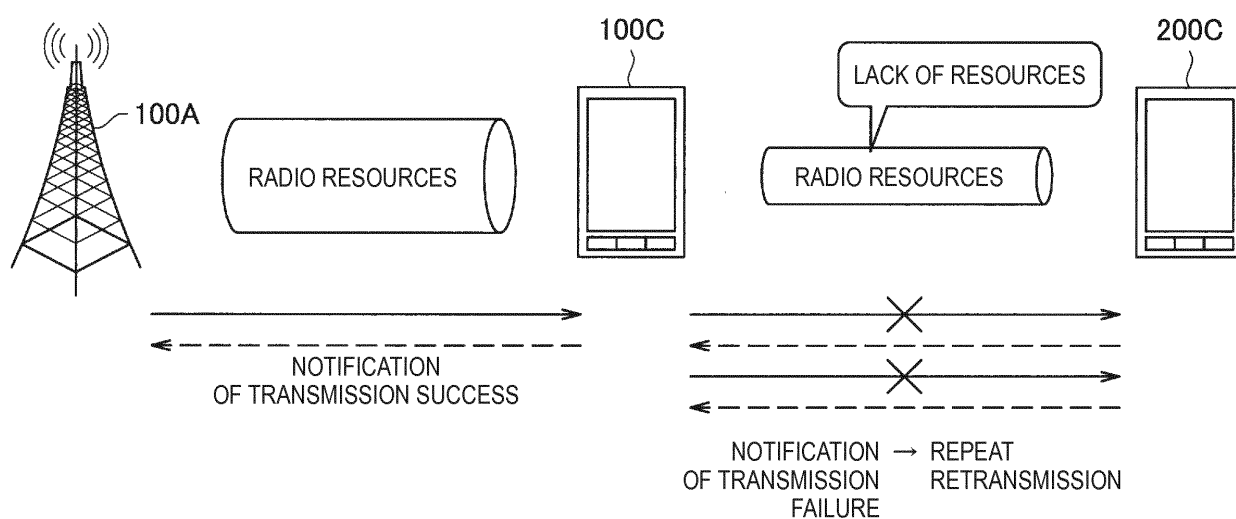 100C
200C
LACK OF RESOURCES
100A
RADIO RESOURCES
RADIO RESOURCES
NOTIFICATION
OF TRANSMISSION SUCCESS
NOTIFICATION → REPEAT
OF TRANSMISSION RETRANSMISSION
FAILURE